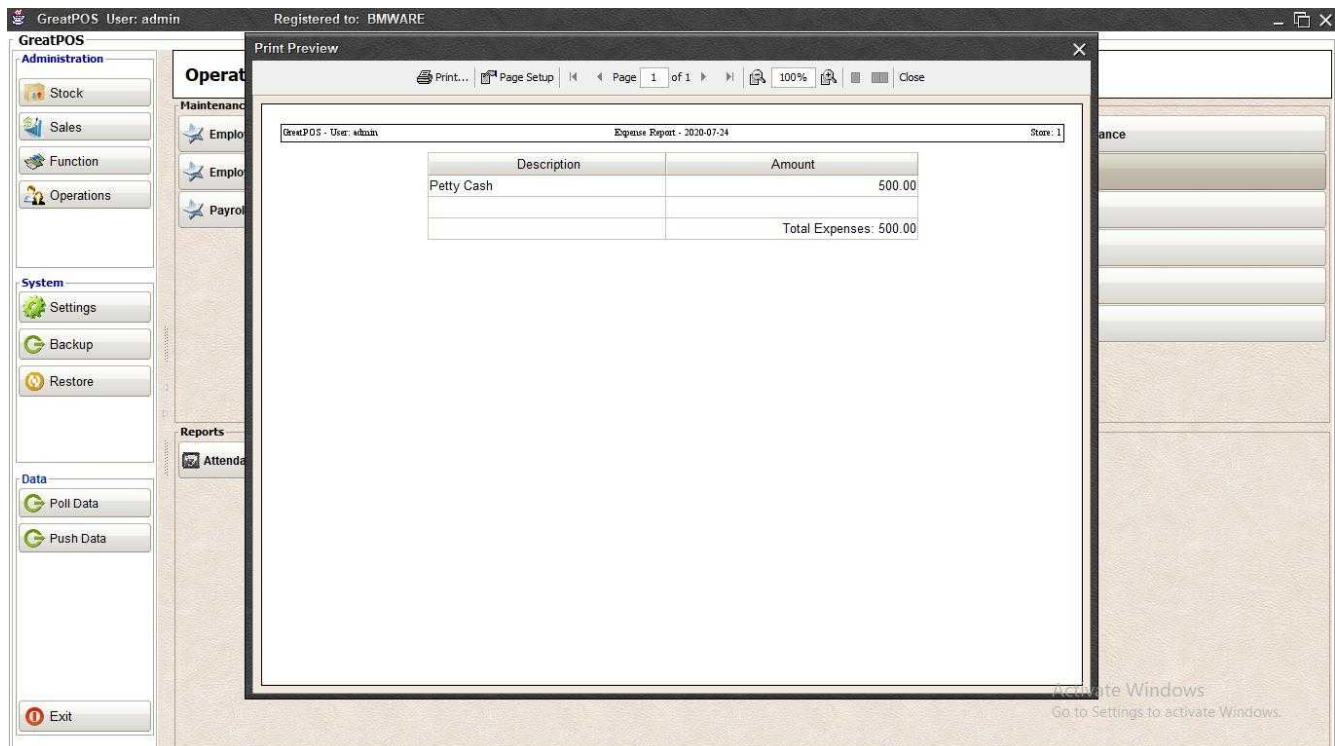 GreatPOS User: admin Registered to: BMWARE
GreatPOS
Administration
Stock
Sales
Function
Operations
System
Settings
Backup
Restore
Data
Poll Data
Push Data
Exit
Operat
Maintenanc
Emplo
Emplo
Payrol
Reports
Attenda
ance
Print Preview
Print... Page Setup Page 1 of 1 100% Close
GreatPOS - User: admin Expense Report - 2020-07-24 Store: 1
Description Amount
Petty Cash 500.00
Total Expenses: 500.00
Activate Windows
Go to Settings to activate Windows.